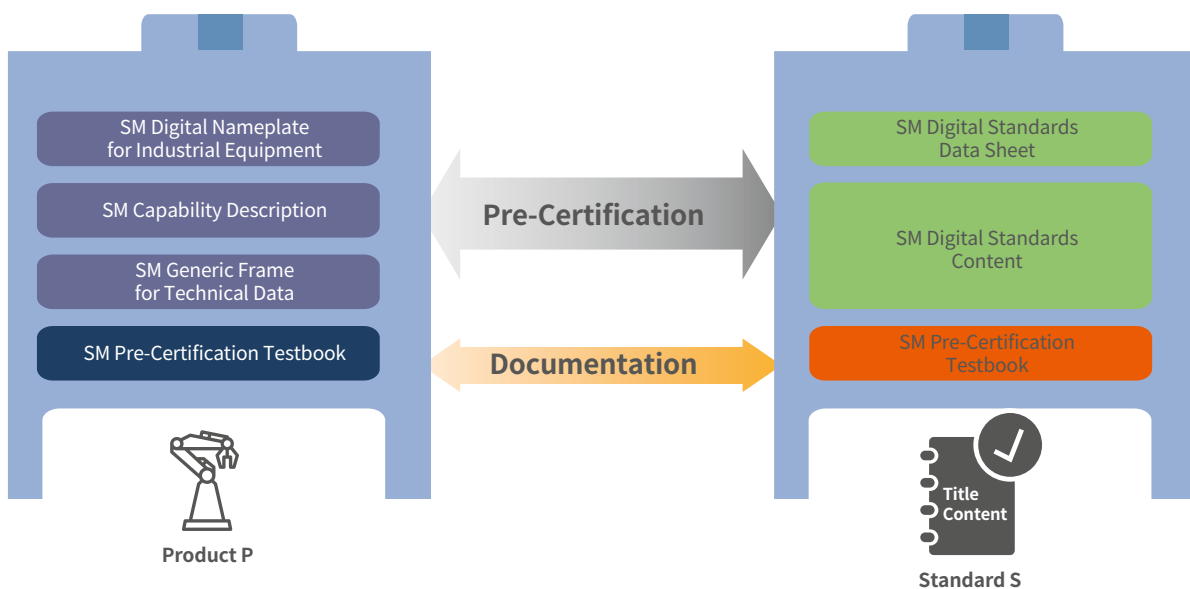 SM Digital Nameplate
for Industrial Equipment
SM Capability Description
SM Generic Frame
for Technical Data
SM Pre-Certification Testbook
Product P
Pre-Certification
Documentation
SM Digital Standards
Data Sheet
SM Digital Standards
Content
SM Pre-Certification
Testbook
Title
Content
Standard S